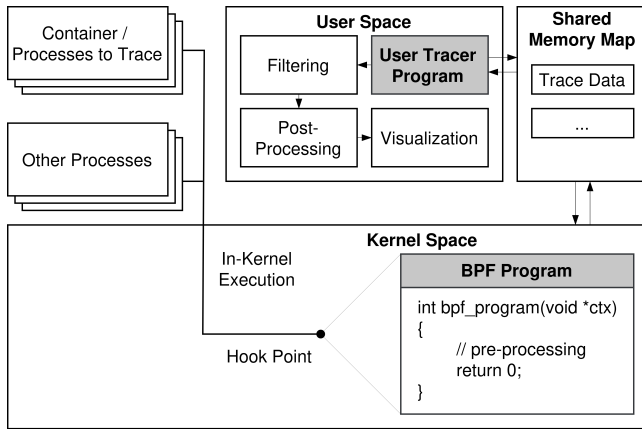 Container /
Processes to Trace
Other Processes
User Space
Filtering
User Tracer
Program
Post-
Processing
Visualization
Shared
Memory Map
Trace Data
...
Kernel Space
In-Kernel
Execution
Hook Point
BPF Program
int bpf_program(void *ctx)
{
// pre-processing
return 0;
}